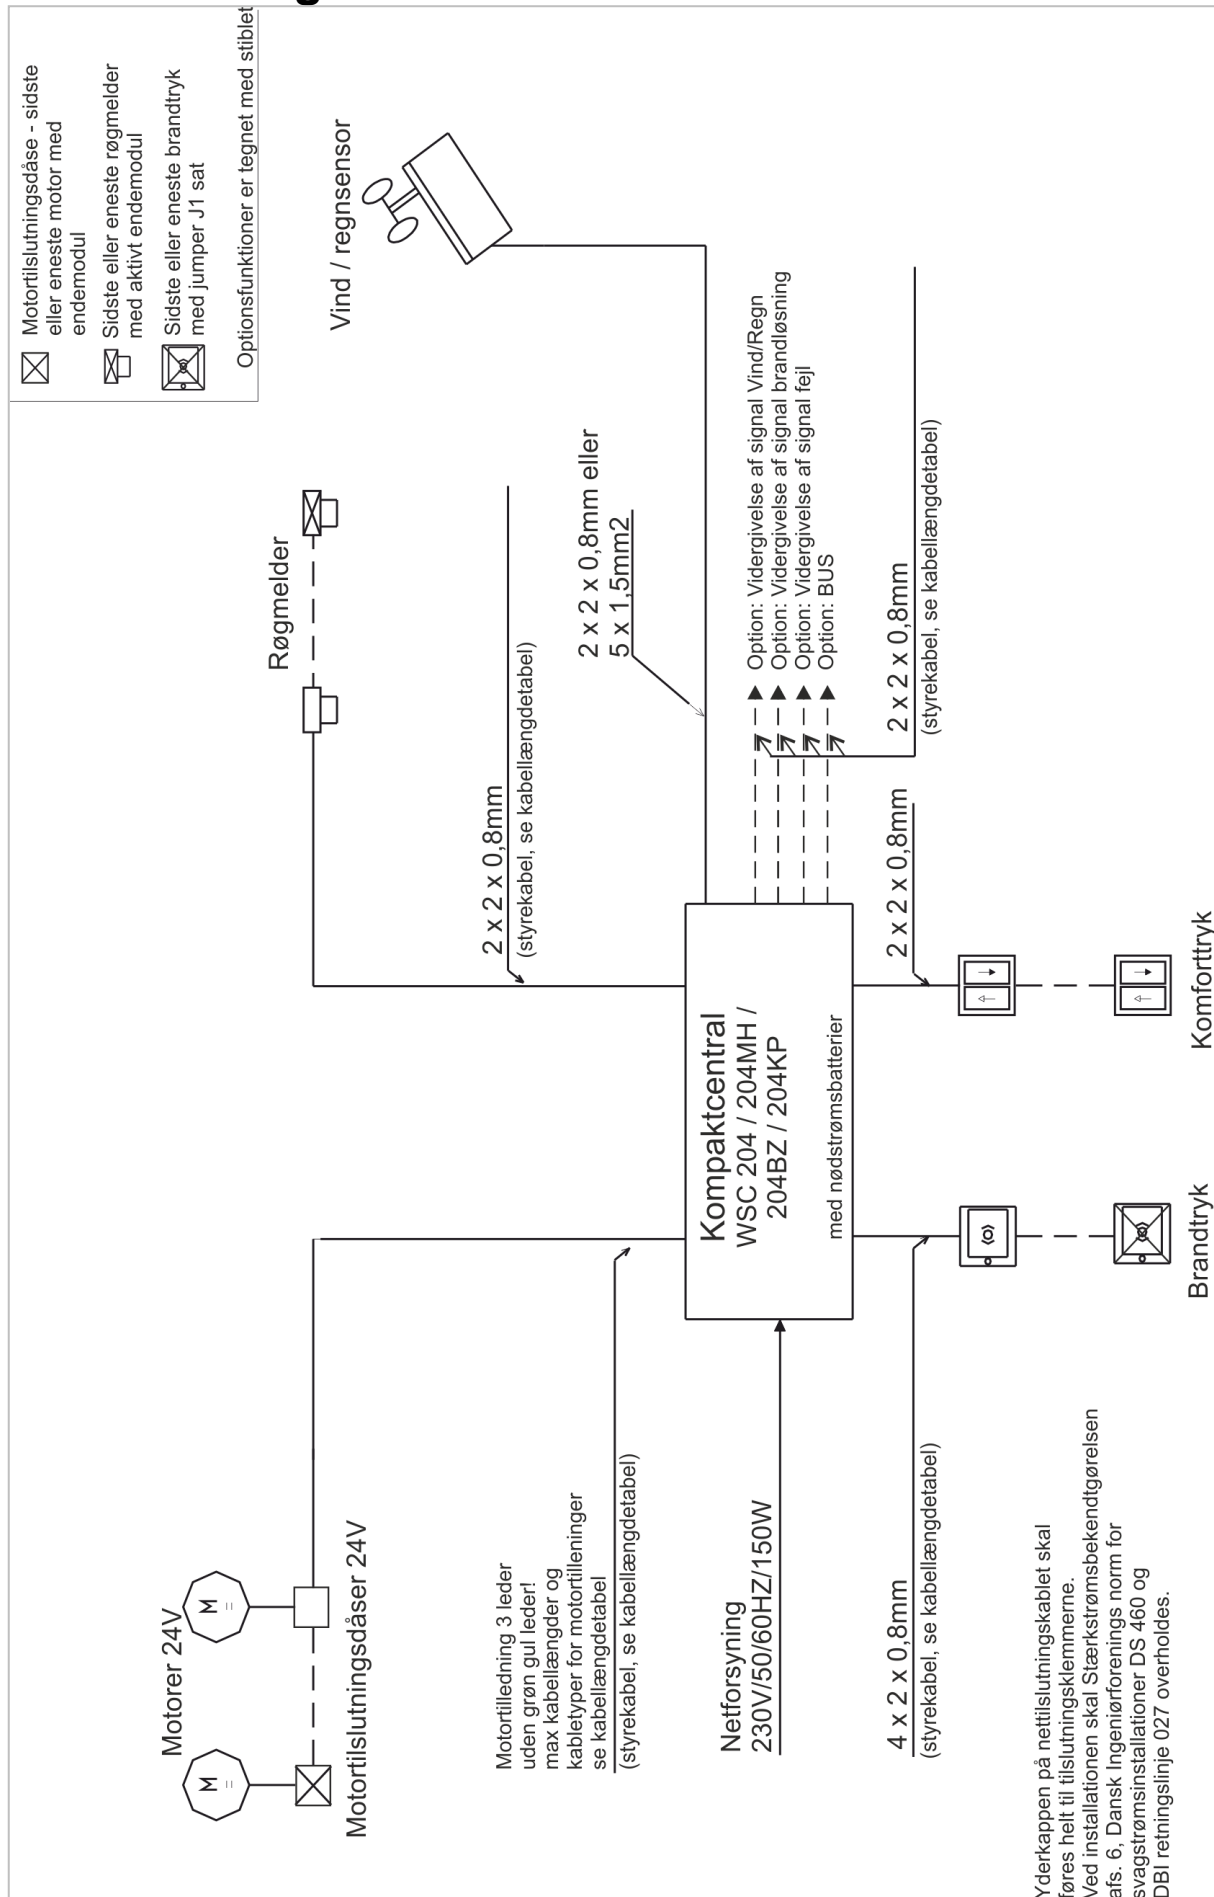 Motortilslutningsdåse - sidste
eller eneste motor med
endemodul
Sidste eller eneste røgmelder
med aktivt endemodul
Sidste eller eneste brandtryk
med jumper J1 sat
Optionsfunktioner er tegnet med stiblet
Motorer 24V
M
=
M
=
Motortilslutningsdåser 24V
Røgmelder
Vind / regnsensor
Motortilledning 3 leder
uden grøn gul leder!
max kabellængder og
kabletyper for motortilleninger
se kabellængdetabel
(styrekabel, se kabellængdetabel)
2 x 2 x 0,8mm
(styrekabel, se kabellængdetabel)
2 x 2 x 0,8mm eller
5 x 1,5mm2
Netforsyning
230V/50/60HZ/150W
Kompaktcentral
WSC 204 / 204MH /
204BZ / 204KP
med nødstrømsbatterier
Option: Vidergivelse af signal Vind/Regn
Option: Vidergivelse af signal brandløsning
Option: Vidergivelse af signal fejl
Option: BUS
4 x 2 x 0,8mm
(styrekabel, se kabellængdetabel)
2 x 2 x 0,8mm
2 x 2 x 0,8mm
(styrekabel, se kabellængdetabel)
Brandtryk
Komforttryk
Yderkappen på nettilslutningskablet skal
føres helt til tilslutningsklemmerne.
Ved installationen skal Stærkstrømsbekendtgørelsen
afs. 6, Dansk Ingeniørforenings norm for
svagstrømsinstallationer DS 460 og
DBI retningslinje 027 overholdes.